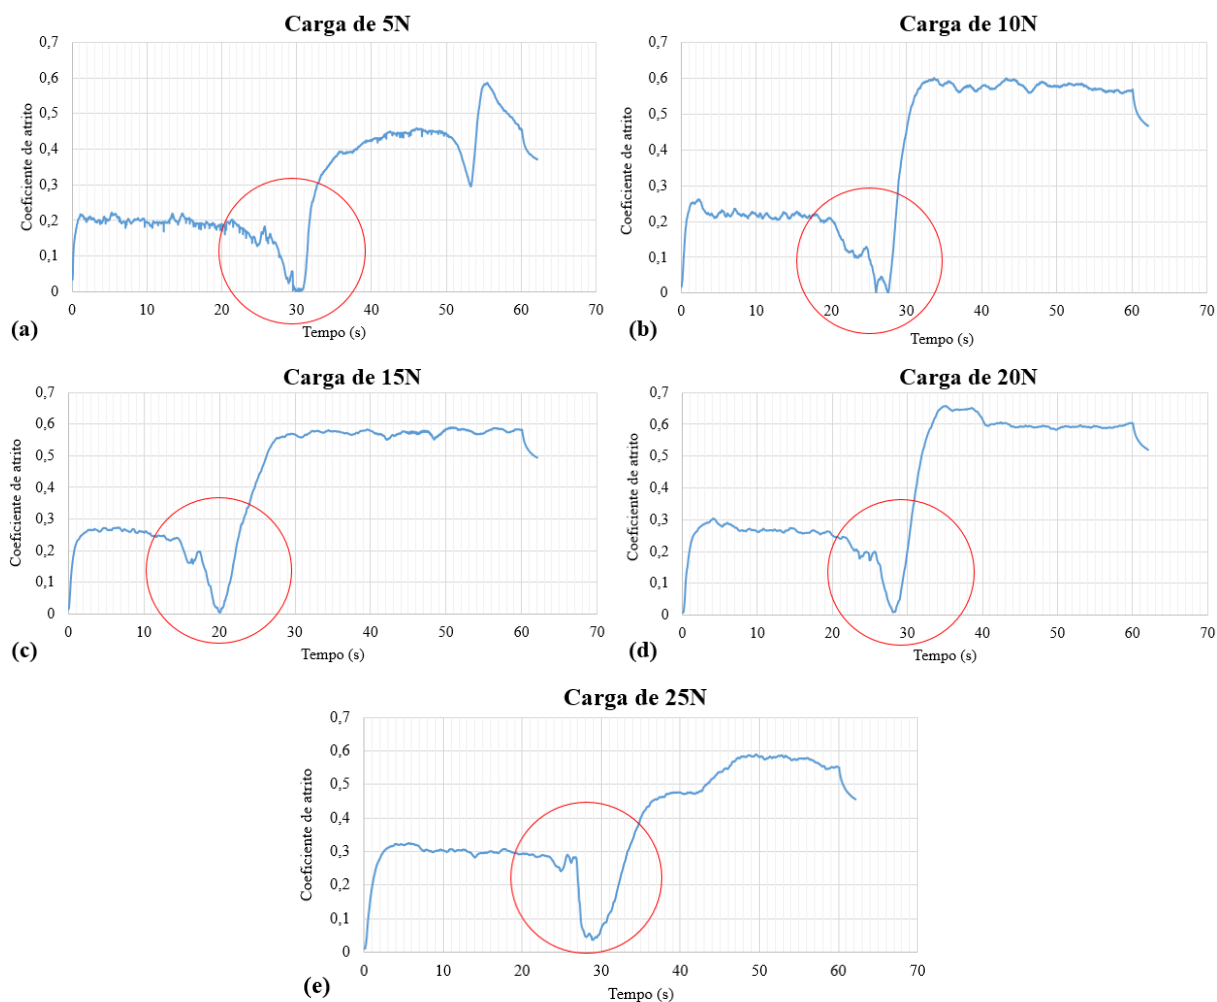 Carga de 5N
Coeficiente de atrito
0,7
0,6
0,5
0,4
0,3
0,2
0,1
0
0 10 20 30 40 50 60 70
Tempo (s)
(a)
Carga de 10N
Coeficiente de atrito
0,7
0,6
0,5
0,4
0,3
0,2
0,1
0
0 10 20 30 40 50 60 70
Tempo (s)
(b)
Carga de 15N
Coeficiente de atrito
0,7
0,6
0,5
0,4
0,3
0,2
0,1
0
0 10 20 30 40 50 60 70
Tempo (s)
(c)
Carga de 20N
Coeficiente de atrito
0,7
0,6
0,5
0,4
0,3
0,2
0,1
0
0 10 20 30 40 50 60 70
Tempo (s)
(d)
Carga de 25N
Coeficiente de atrito
0,7
0,6
0,5
0,4
0,3
0,2
0,1
0
0 10 20 30 40 50 60 70
Tempo (s)
(e)